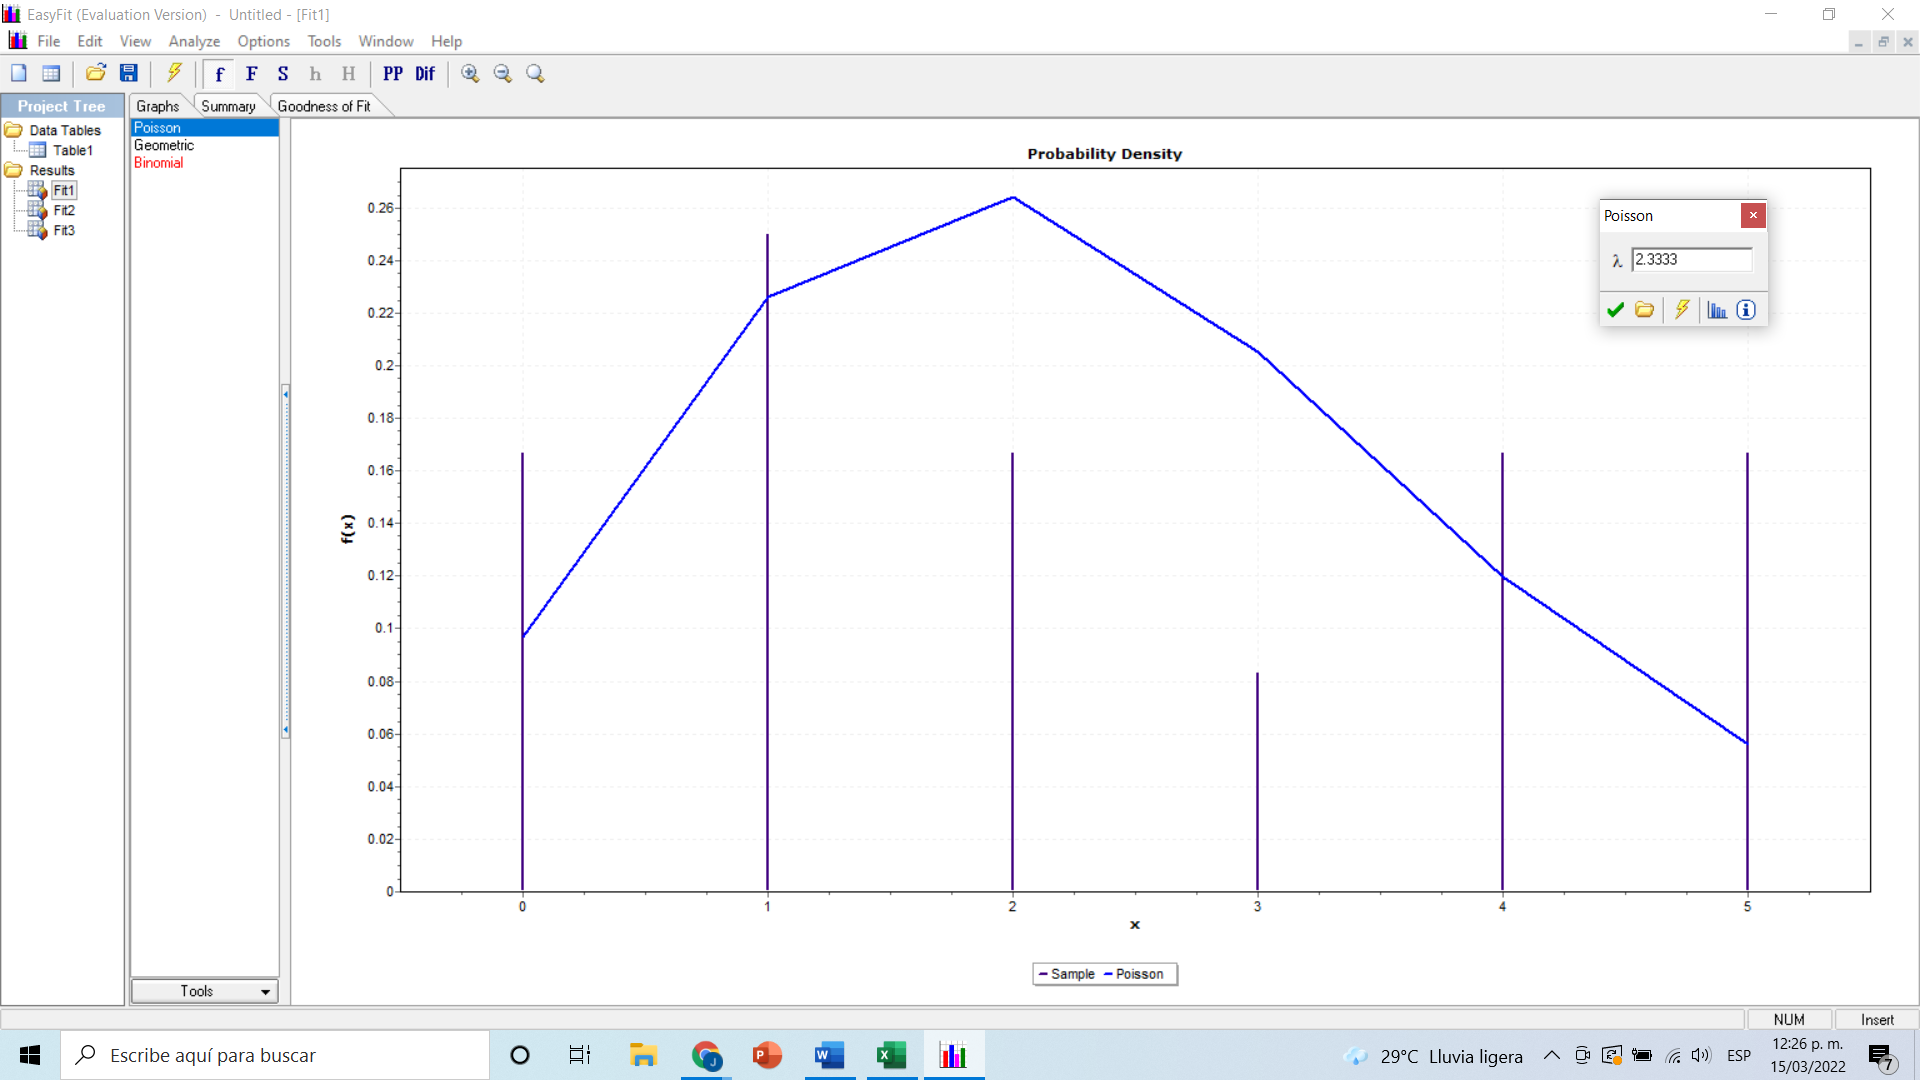 EasyFit (Evaluation Version) - Untitled - [Fit1]
File Edit View Analyze Options Tools Window Help
f F S h H PP Dif
Project Tree
Data Tables
Table1
Results
Fit1
Fit2
Fit3
Graphs Summary Goodness of Fit
Poisson
Geometric
Binomial
Tools
Probability Density
f(x)
0.26
0.24
0.22
0.2
0.18
0.16
0.14
0.12
0.1
0.08
0.06
0.04
0.02
0
0 1 2 3 4 5
x
Sample Poisson
Poisson
λ 2.3333
NUM Insert
Escribe aquí para buscar
29°C Lluvia ligera
ESP
12:26 p. m.
15/03/2022
7